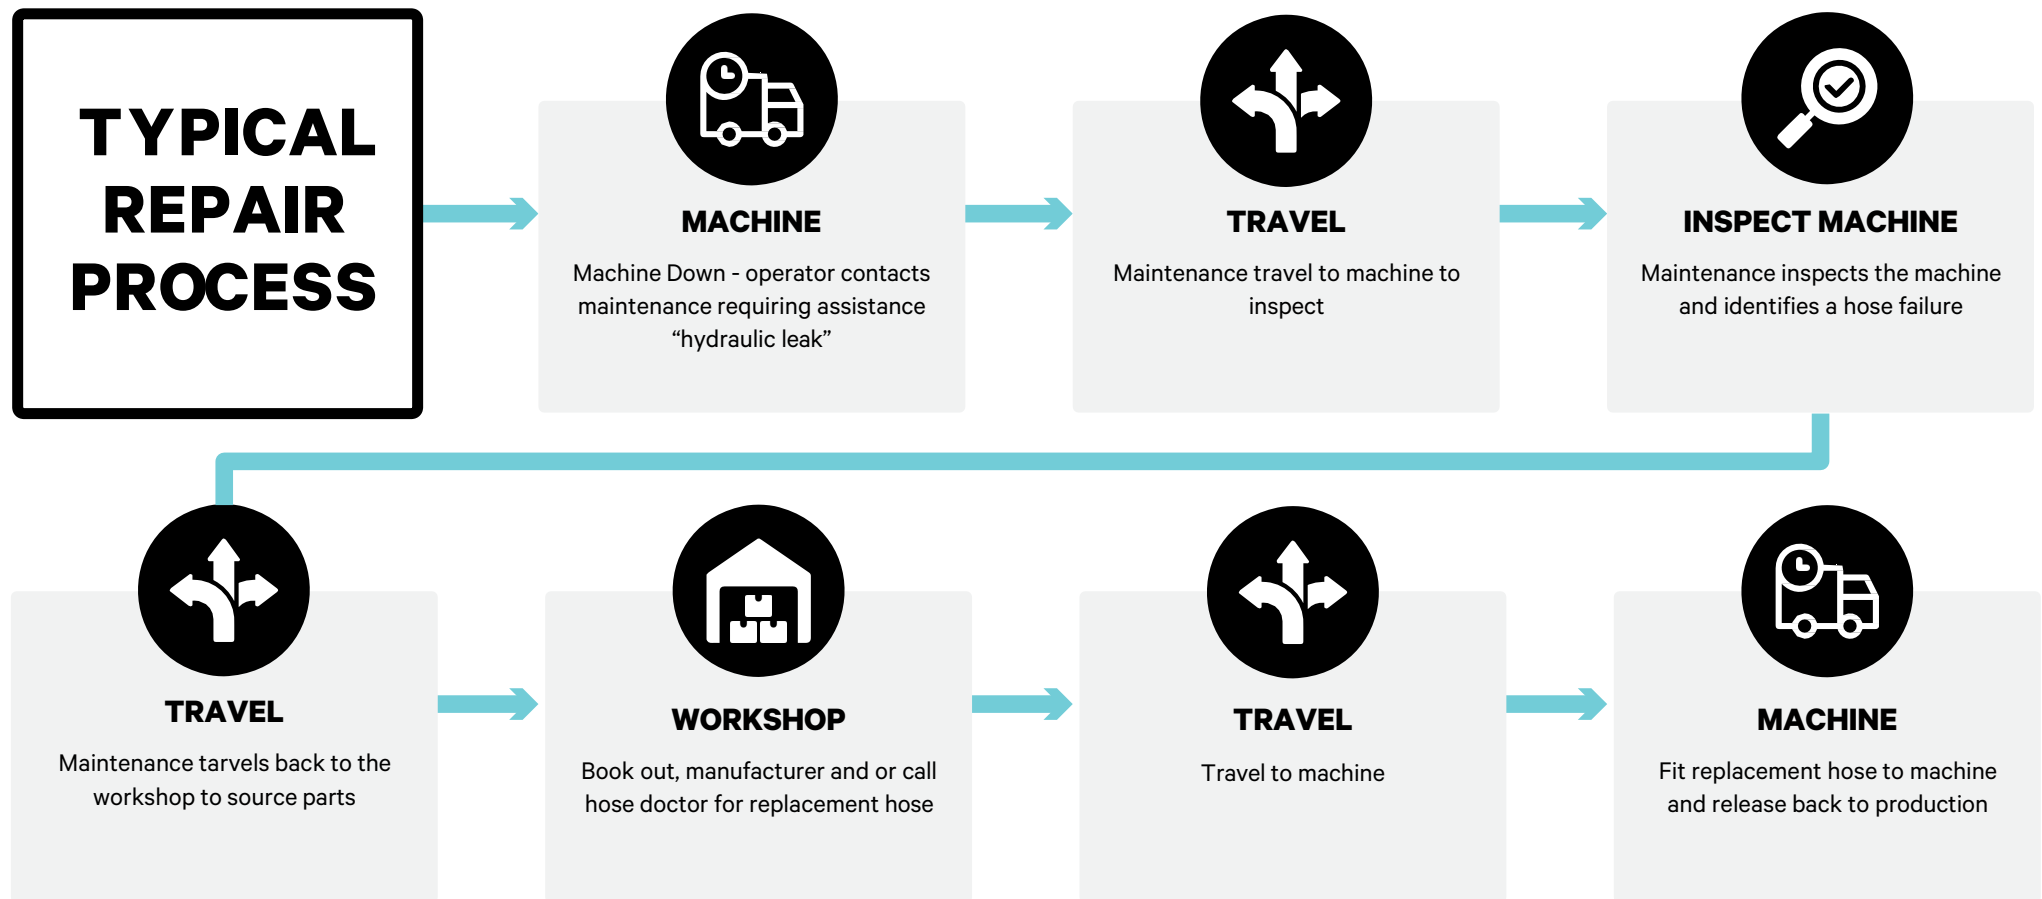 TYPICAL
REPAIR
PROCESS
MACHINE
Machine Down - operator contacts
maintenance requiring assistance
“hydraulic leak”
TRAVEL
Maintenance travel to machine to
inspect
INSPECT MACHINE
Maintenance inspects the machine
and identifies a hose failure
TRAVEL
Maintenance tarvels back to the
workshop to source parts
WORKSHOP
Book out, manufacturer and or call
hose doctor for replacement hose
TRAVEL
Travel to machine
MACHINE
Fit replacement hose to machine
and release back to production